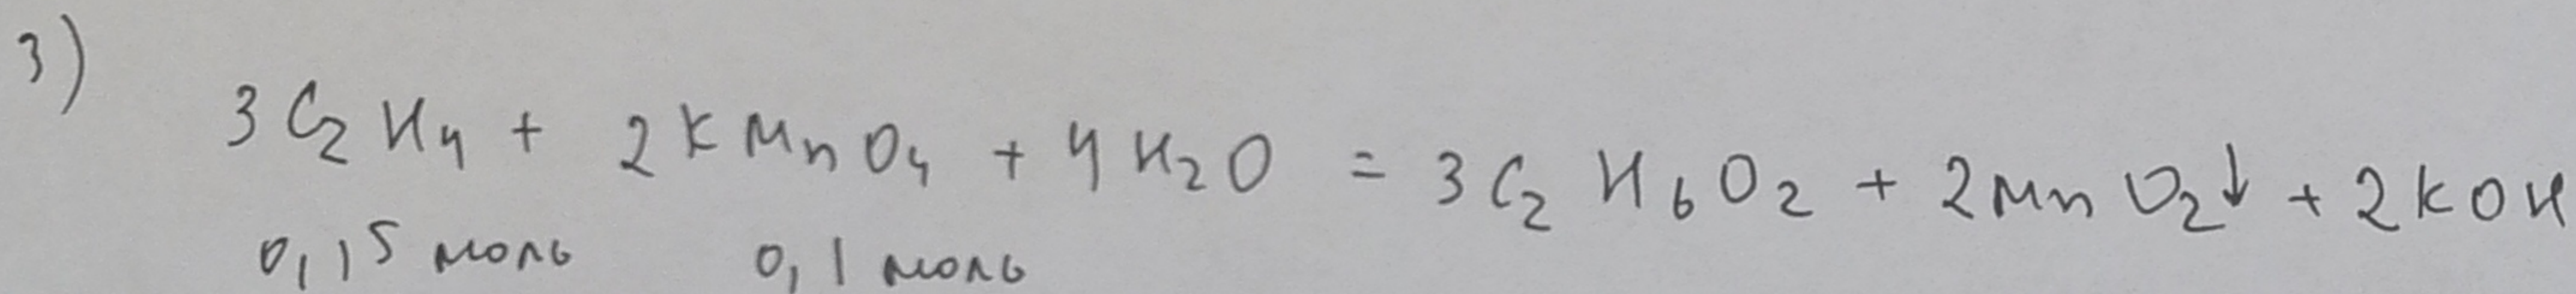 3)
3C₂H₄ + 2KMnO₄ + 4H₂O = 3C₂H₆O₂ + 2MnO₂↓ + 2KOH
0,15 моль 0,1 моль